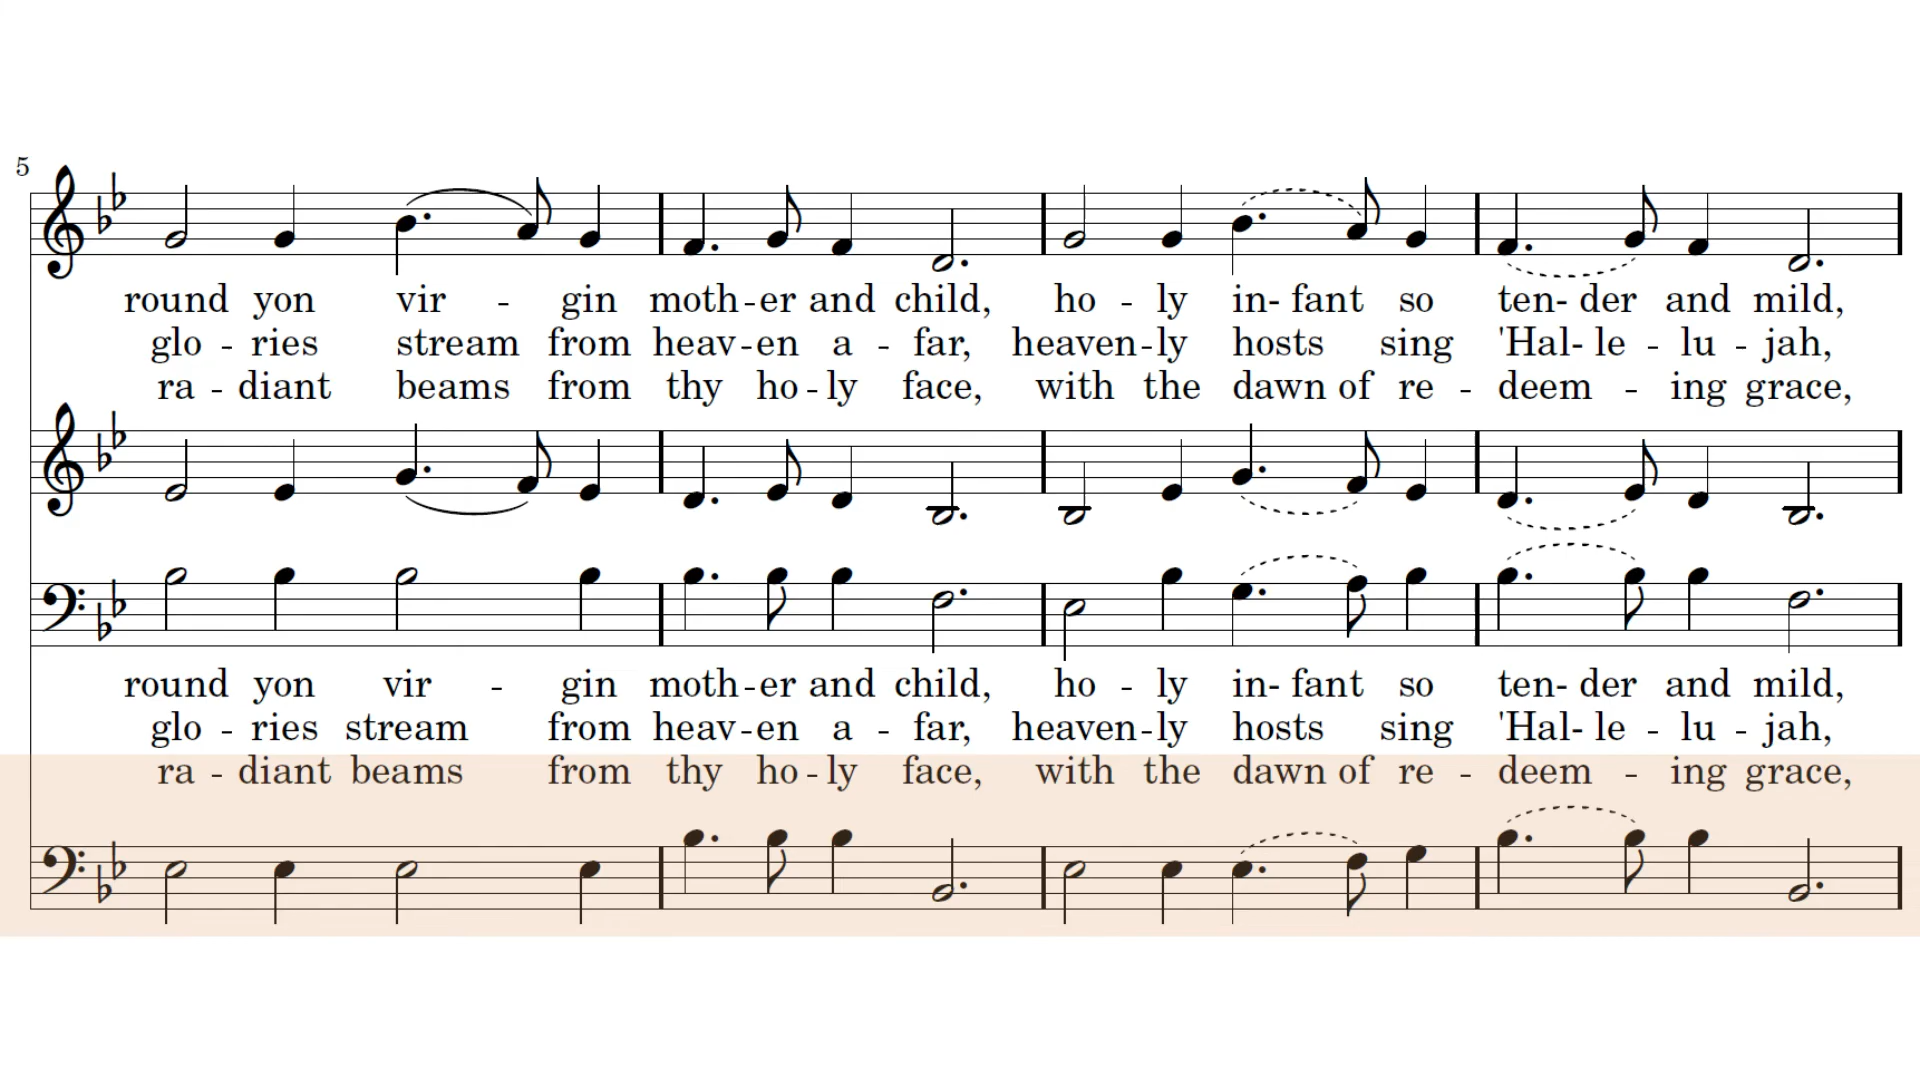 5
round yon vir - gin moth-er and child, ho - ly in- fant so ten- der and mild,
glo - ries stream from heav-en a - far, heaven-ly hosts sing 'Hal- le - lu - jah,
ra - diant beams from thy ho-ly face, with the dawn of re - deem - ing grace,
round yon vir - gin moth-er and child, ho - ly in- fant so ten- der and mild,
glo - ries stream from heav-en a - far, heaven-ly hosts sing 'Hal- le - lu - jah,
ra - diant beams from thy ho-ly face, with the dawn of re - deem - ing grace,